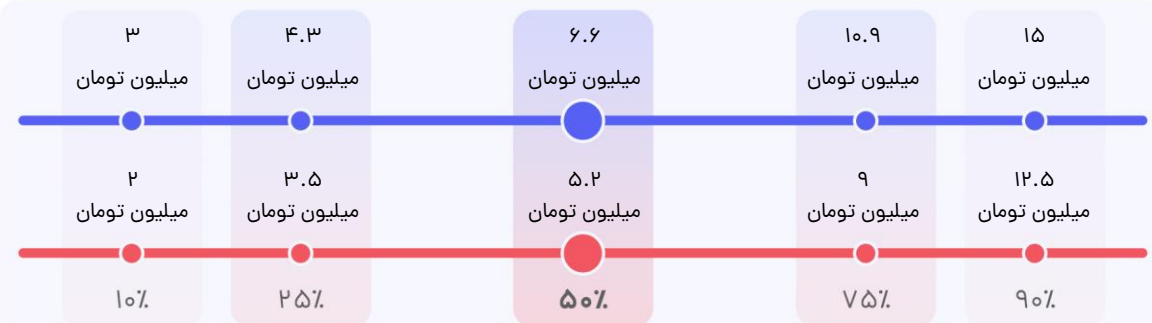 ۳ ۴.۳ ۶.۶ ۱۰.۹ ۱۵
میلیون تومان میلیون تومان میلیون تومان میلیون تومان میلیون تومان
۲ ۳.۵ ۵.۲ ۹ ۱۲.۵
میلیون تومان میلیون تومان میلیون تومان میلیون تومان میلیون تومان
۱۰٪ ۲۵٪ ۵۰٪ ۷۵٪ ۹۰٪